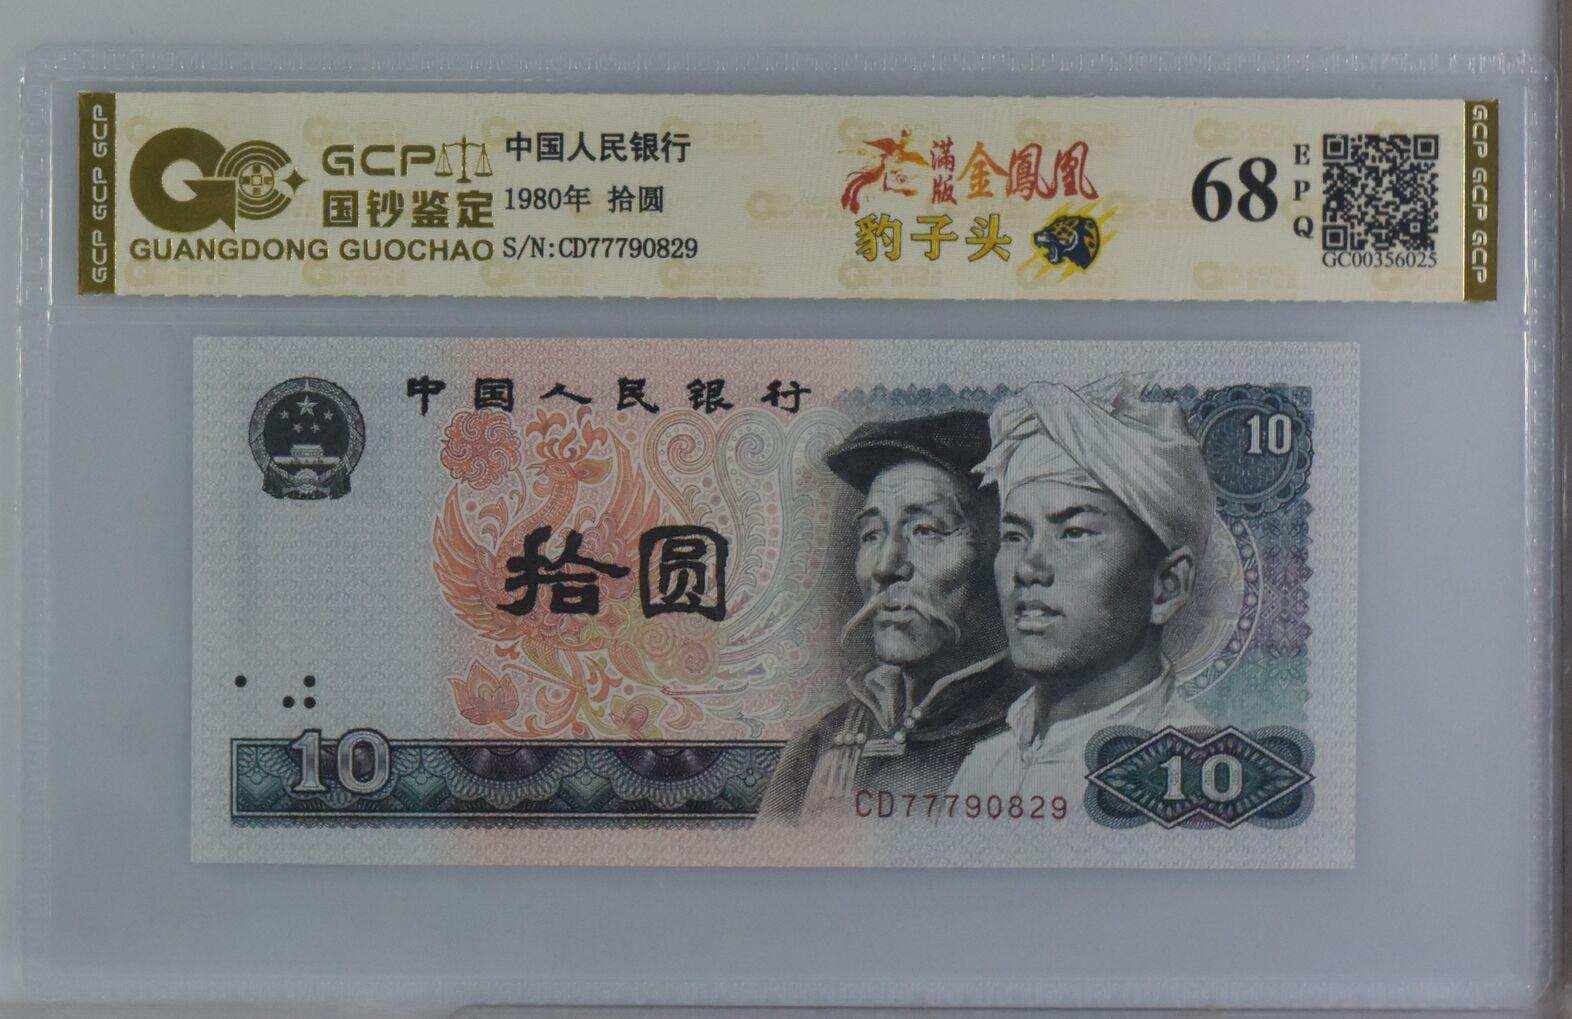 GCP GCP GCP
GCP
国钞鉴定
GUANGDONG GUOCHAO
中国人民银行
1980年 拾圆
S/N:CD77790829
满版金鳳凰
豹子头
68
EPQ
GC00356025
GCP GCP GCP
中国人民银行
10
拾圆
10
CD77790829
10